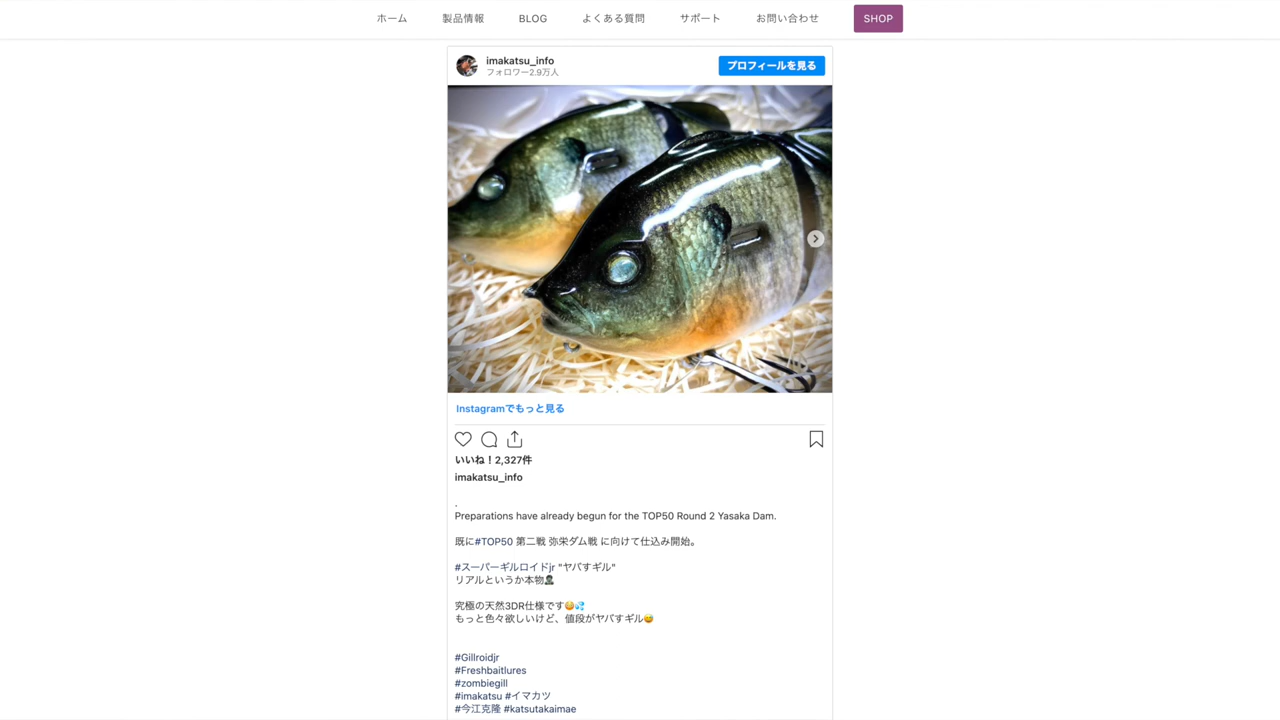 ホーム 製品情報 BLOG よくある質問 サポート お問い合わせ SHOP
imakatsu_info
フォロワー2.9万人
プロフィールを見る
Instagramでもっと見る
いいね！2,327件
imakatsu_info
.
Preparations have already begun for the TOP50 Round 2 Yasaka Dam.
既に#TOP50 第二戦 弥栄ダム戦 に向けて仕込み開始。
#スーパーギルロイドjr "ヤバすギル"
リアルというか本物🧟‍♂️
究極の天然3DR仕様です😳💦
もっと色々欲しいけど、値段がヤバすギル😅
#Gillroidjr
#Freshbaitlures
#zombiegill
#imakatsu #イマカツ
#今江克隆 #katsutakaimae